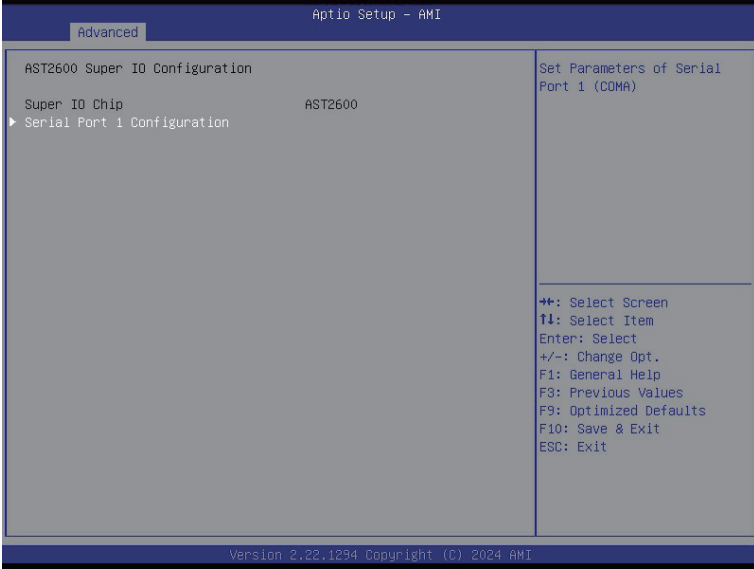 Aptio Setup – AMI
Advanced
AST2600 Super IO Configuration
Super IO Chip AST2600
Serial Port 1 Configuration
Set Parameters of Serial
Port 1 (COMA)
→←: Select Screen
↑↓: Select Item
Enter: Select
+/-: Change Opt.
F1: General Help
F3: Previous Values
F9: Optimized Defaults
F10: Save & Exit
ESC: Exit
Version 2.22.1294 Copyright (C) 2024 AMI